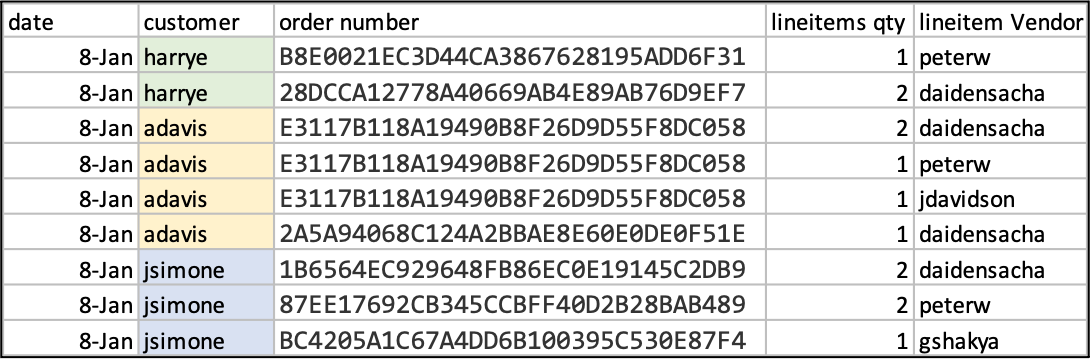 date customer order number lineitems qty lineitem Vendor
8-Jan harrye B8E0021EC3D44CA3867628195ADD6F31 1 peterw
8-Jan harrye 28DCCA12778A40669AB4E89AB76D9EF7 2 daidensacha
8-Jan adavis E3117B118A19490B8F26D9D55F8DC058 2 daidensacha
8-Jan adavis E3117B118A19490B8F26D9D55F8DC058 1 peterw
8-Jan adavis E3117B118A19490B8F26D9D55F8DC058 1 jdavidson
8-Jan adavis 2A5A94068C124A2BBAE8E60E0DE0F51E 1 daidensacha
8-Jan jsimone 1B6564EC929648FB86EC0E19145C2DB9 2 daidensacha
8-Jan jsimone 87EE17692CB345CCBFF40D2B28BAB489 2 peterw
8-Jan jsimone BC4205A1C67A4DD6B100395C530E87F4 1 gshakya